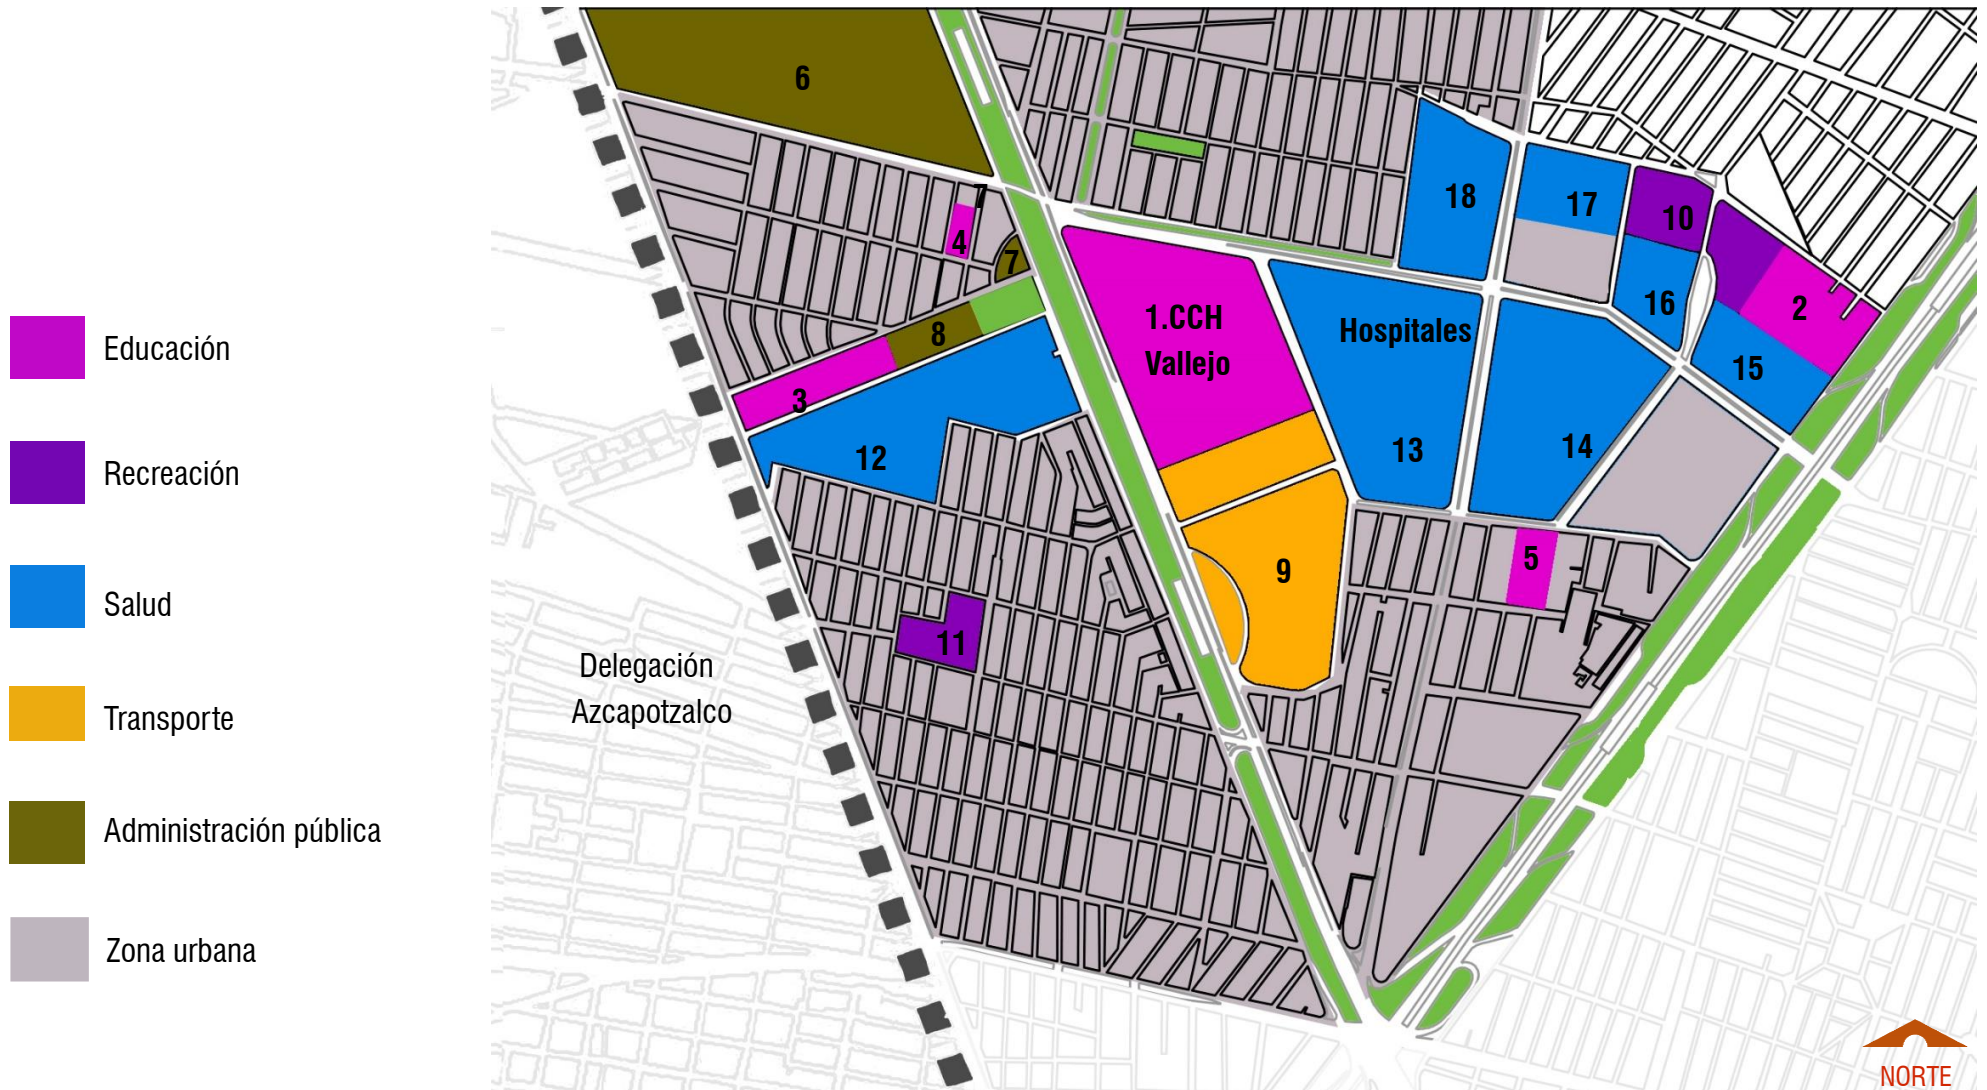 Educación
Recreación
Salud
Transporte
Administración pública
Zona urbana
6
7
4
7
8
3
12
11
Delegación
Azcapotzalco
1.CCH
Vallejo
9
Hospitales
13
14
5
18
17
10
16
2
15
NORTE